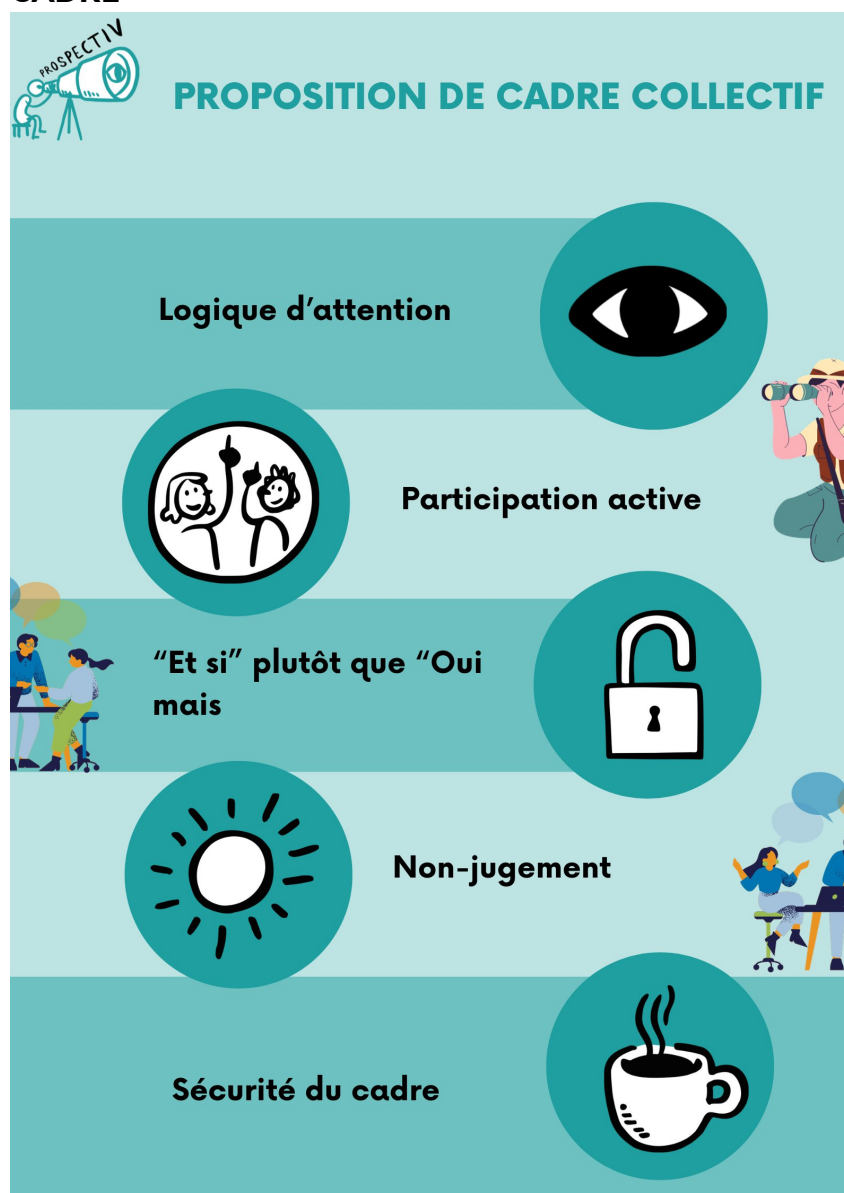 CADRE
PROSPECTIV
PROPOSITION DE CADRE COLLECTIF
Logique d’attention
Participation active
“Et si” plutôt que “Oui
mais
Non-jugement
Sécurité du cadre